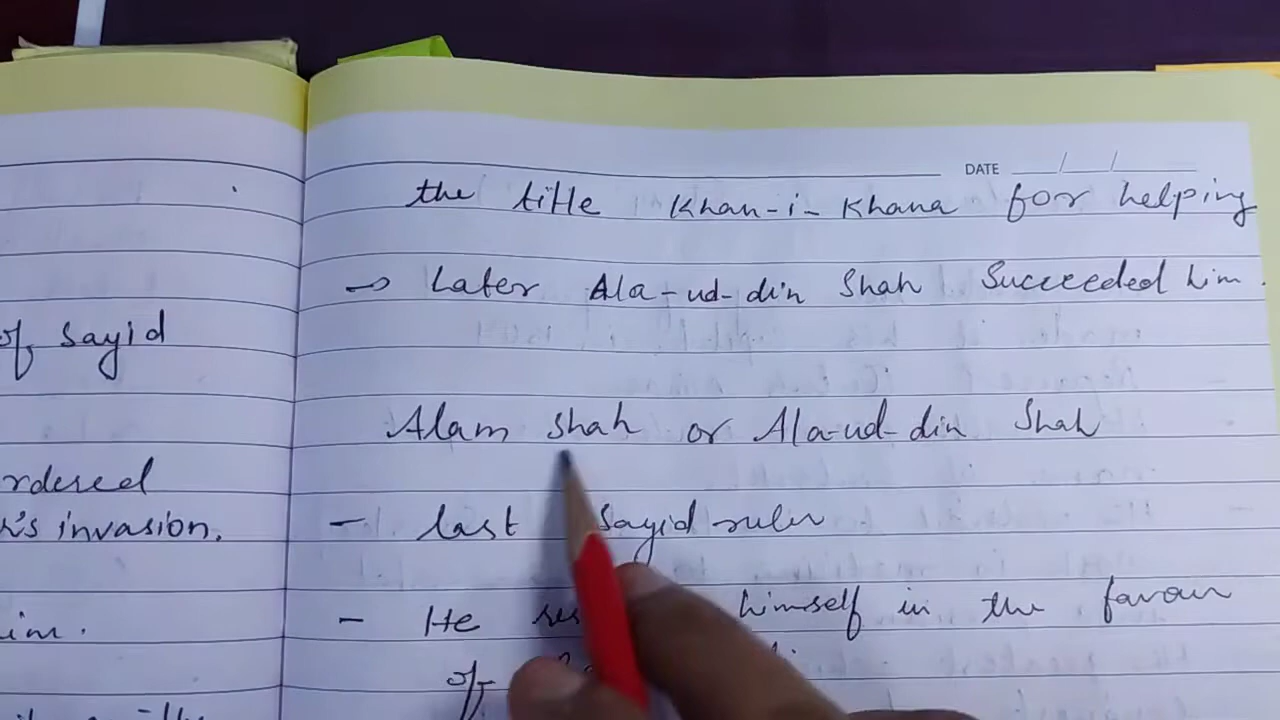 of Sayid
rdered
r's invasion.
im.
DATE / /
the title Khan-i-Khana for helping
→ Later Ala-ud-din Shah Succeeded him.
Alam Shah or Ala-ud-din Shah
- last Sayid ruler
- He himself in the favour
of